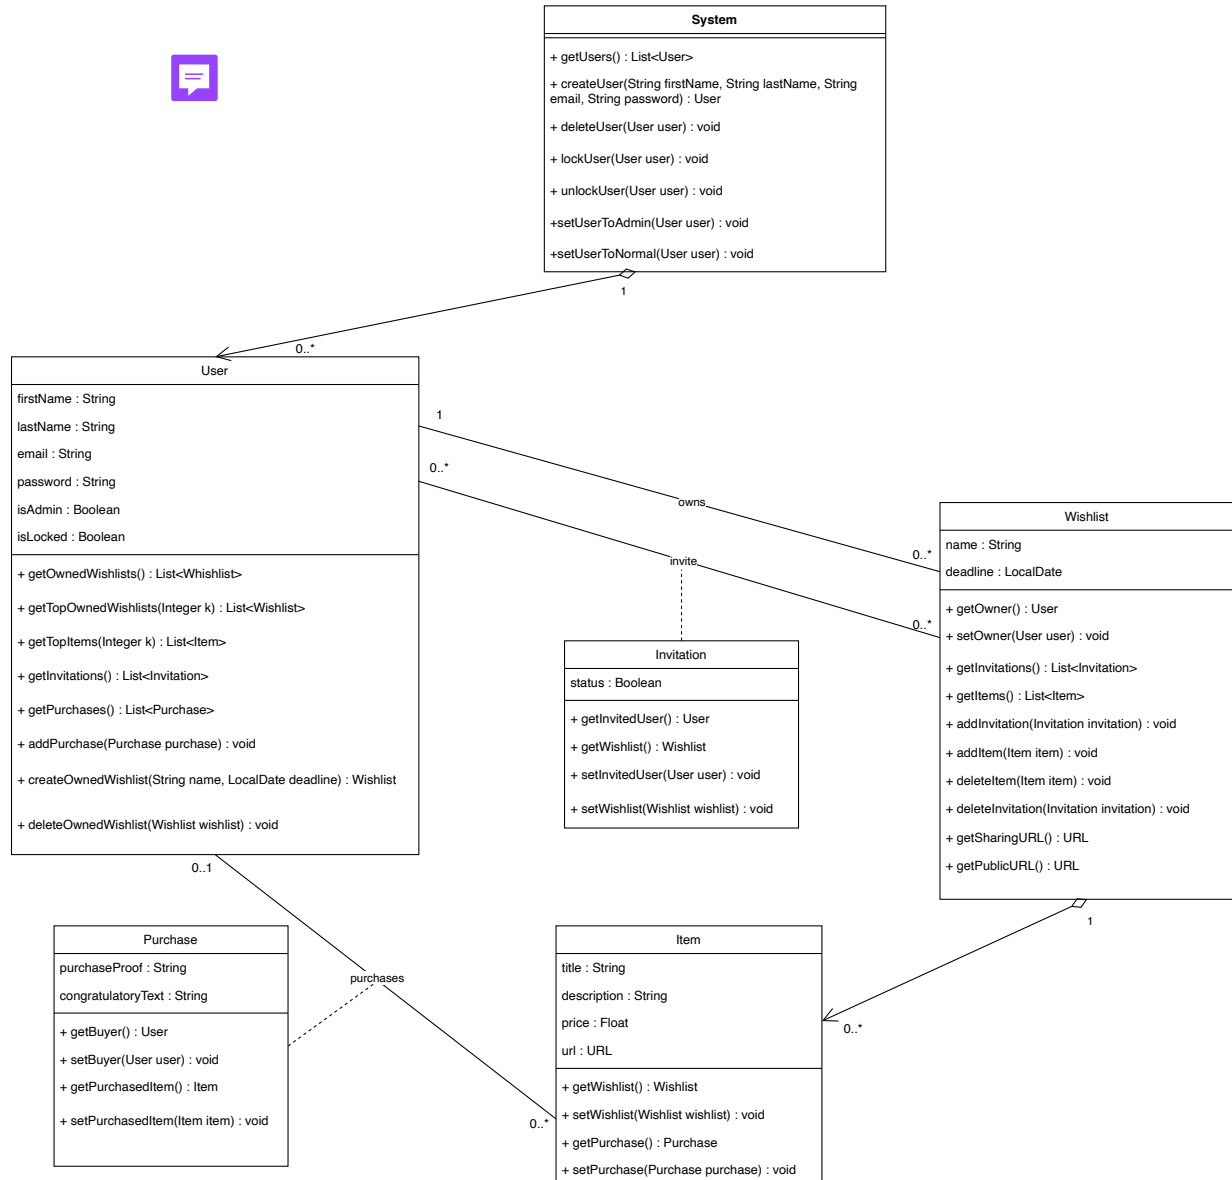 System
+ getUsers() : List<User>
+ createUser(String firstName, String lastName, String
email, String password) : User
+ deleteUser(User user) : void
+ lockUser(User user) : void
+ unlockUser(User user) : void
+setUserToAdmin(User user) : void
+setUserToNormal(User user) : void
1
0..*
User
firstName : String
lastName : String
email : String
password : String
isAdmin : Boolean
isLocked : Boolean
+ getOwnedWishlists() : List<Whishlist>
+ getTopOwnedWishlists(Integer k) : List<Wishlist>
+ getTopItems(Integer k) : List<Item>
+ getInvitations() : List<Invitation>
+ getPurchases() : List<Purchase>
+ addPurchase(Purchase purchase) : void
+ createOwnedWishlist(String name, LocalDate deadline) : Wishlist
+ deleteOwnedWishlist(Wishlist wishlist) : void
1
owns
0..*
0..*
invite
0..*
Wishlist
name : String
deadline : LocalDate
+ getOwner() : User
+ setOwner(User user) : void
+ getInvitations() : List<Invitation>
+ getItems() : List<Item>
+ addInvitation(Invitation invitation) : void
+ addItem(Item item) : void
+ deleteItem(Item item) : void
+ deleteInvitation(Invitation invitation) : void
+ getSharingURL() : URL
+ getPublicURL() : URL
Invitation
status : Boolean
+ getInvitedUser() : User
+ getWishlist() : Wishlist
+ setInvitedUser(User user) : void
+ setWishlist(Wishlist wishlist) : void
0..1
purchases
0..*
1
0..*
Purchase
purchaseProof : String
congratulatoryText : String
+ getBuyer() : User
+ setBuyer(User user) : void
+ getPurchasedItem() : Item
+ setPurchasedItem(Item item) : void
Item
title : String
description : String
price : Float
url : URL
+ getWishlist() : Wishlist
+ setWishlist(Wishlist wishlist) : void
+ getPurchase() : Purchase
+ setPurchase(Purchase purchase) : void